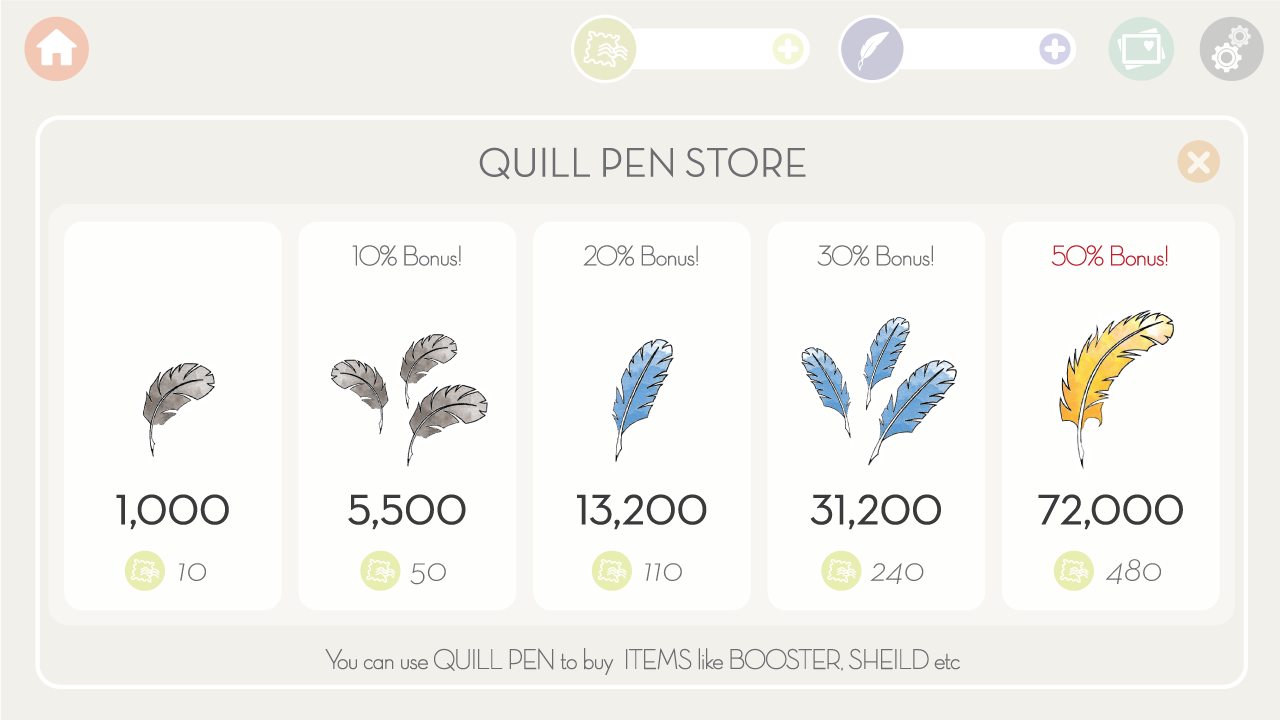 QUILL PEN STORE
10% Bonus!
20% Bonus!
30% Bonus!
50% Bonus!
1,000
5,500
13,200
31,200
72,000
10
50
110
240
480
You can use QUILL PEN to buy ITEMS like BOOSTER, SHEILD etc